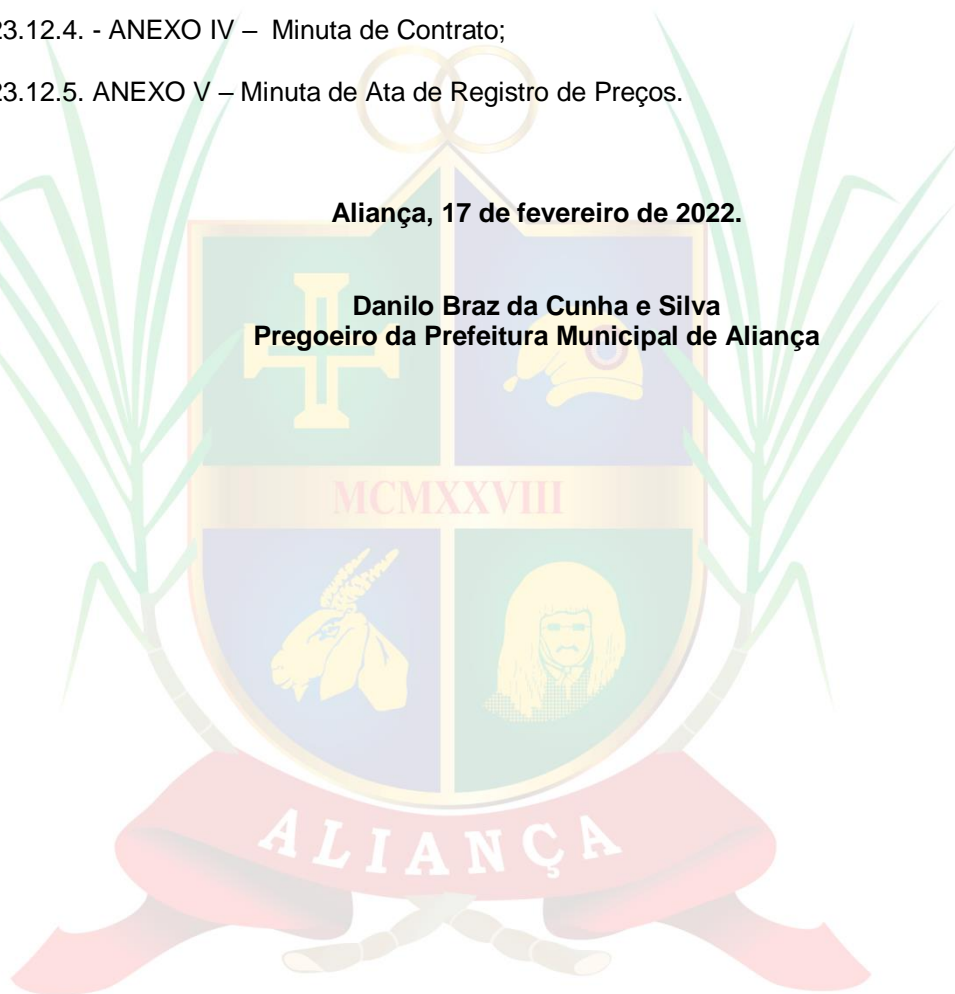 23.12.4. - ANEXO IV – Minuta de Contrato;
23.12.5. ANEXO V – Minuta de Ata de Registro de Preços.
Aliança, 17 de fevereiro de 2022.
Danilo Braz da Cunha e Silva
Pregoeiro da Prefeitura Municipal de Aliança
MCMXXVIII
ALIANÇA